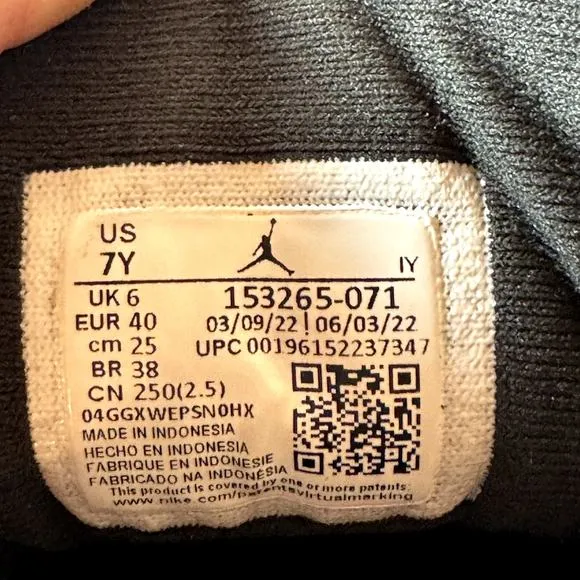 US
7Y
IY
UK 6
153265-071
EUR 40
03/09/22 | 06/03/22
cm 25
UPC 00196152237347
BR 38
CN 250(2.5)
04GGXWEPSN0HX
MADE IN INDONESIA
HECHO EN INDONESIA
FABRIQUE EN INDONESIE
FABRICADO NA INDONÉSIA
This product is covered by one or more patents:
www.nike.com/patents/virtualmarking